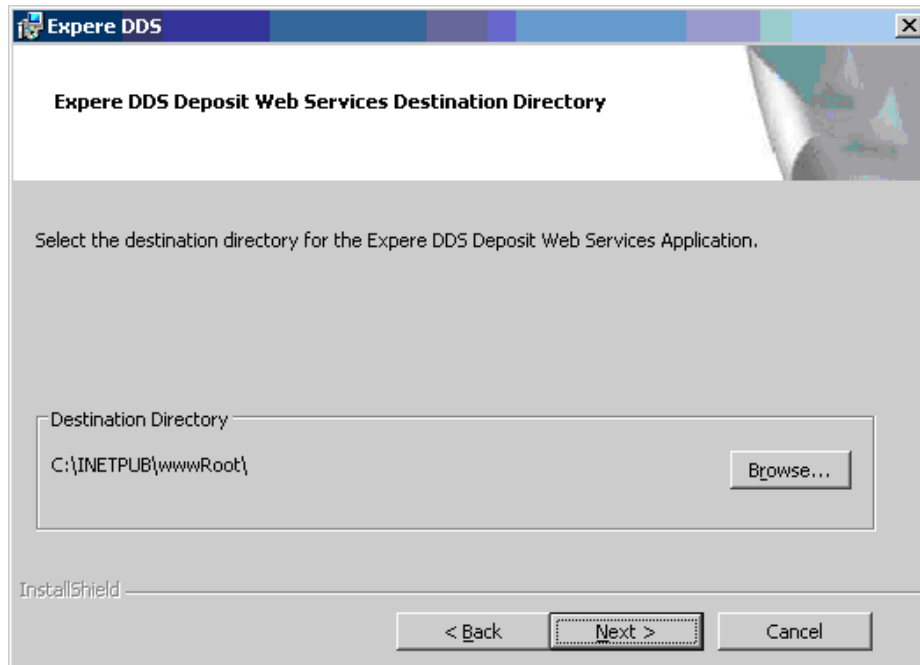 Expere DDS
Expere DDS Deposit Web Services Destination Directory
Select the destination directory for the Expere DDS Deposit Web Services Application.
Destination Directory
C:\INETPUB\wwwRoot\
Browse...
InstallShield
< Back
Next >
Cancel